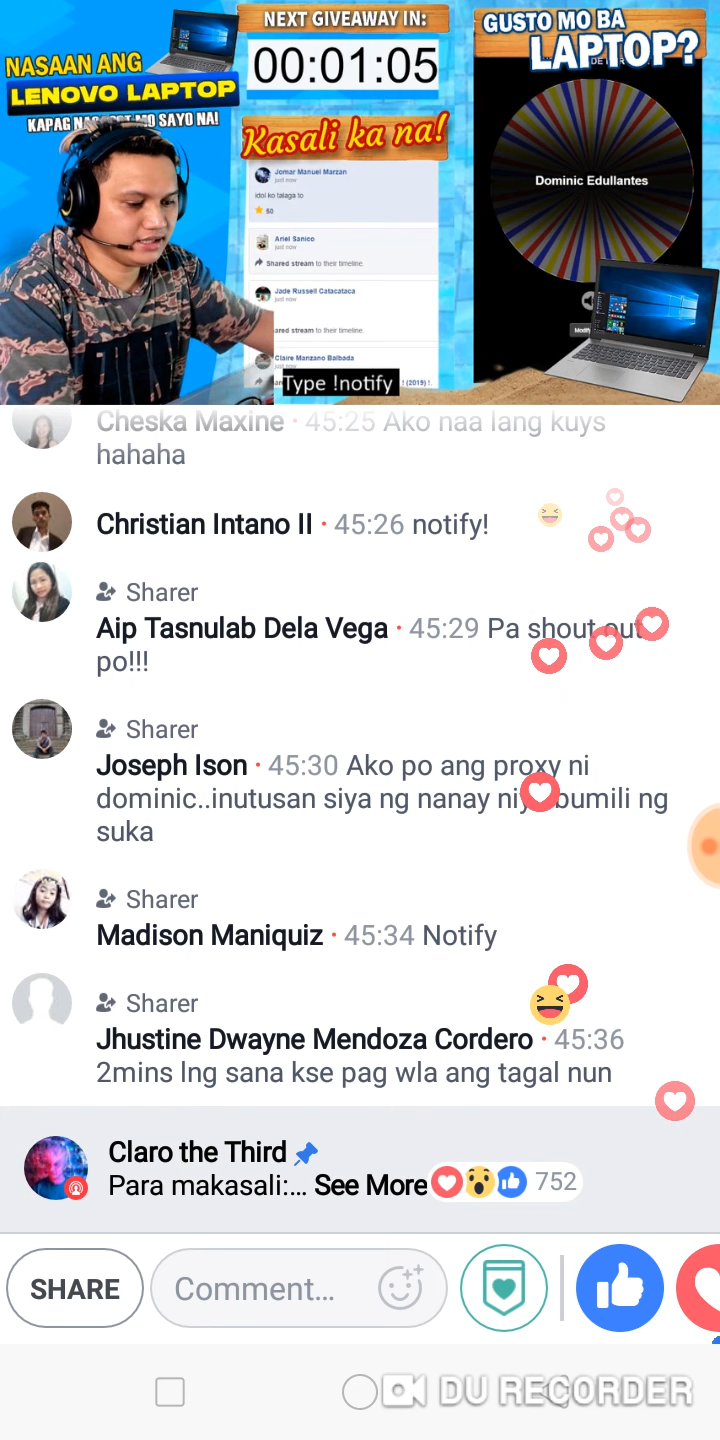 NASAAN ANG
LENOVO LAPTOP
MO SAYO NA!
KAPAG
NEXT GIVEAWAY IN:
00:01:05
Kasali ka na!
Jomar Manuel Marzan
just now
idol ko talaga to
50
Ariel Sanico
just now
Shared stream to their timeline.
Jade Russell Catacataca
just now
ared stream to their timeline.
Claire Manzano Balbada
just now
Type !notify
! (2019) !.
GUSTO MO BA
LAPTOP?
Dominic Edullantes
Cheska Maxine · 45:25 Ako naa lang kuys
hahaha
Christian Intano II · 45:26 notify!
Sharer
Aip Tasnulab Dela Vega · 45:29 Pa shout out
po!!!
Sharer
Joseph Ison · 45:30 Ako po ang proxy ni
dominic..inutusan siya ng nanay niya bumili ng
suka
Sharer
Madison Maniquiz · 45:34 Notify
Sharer
Jhustine Dwayne Mendoza Cordero · 45:36
2mins lng sana kse pag wla ang tagal nun
Claro the Third
Para makasali:... See More
752
SHARE
Comment...
DU RECORDER